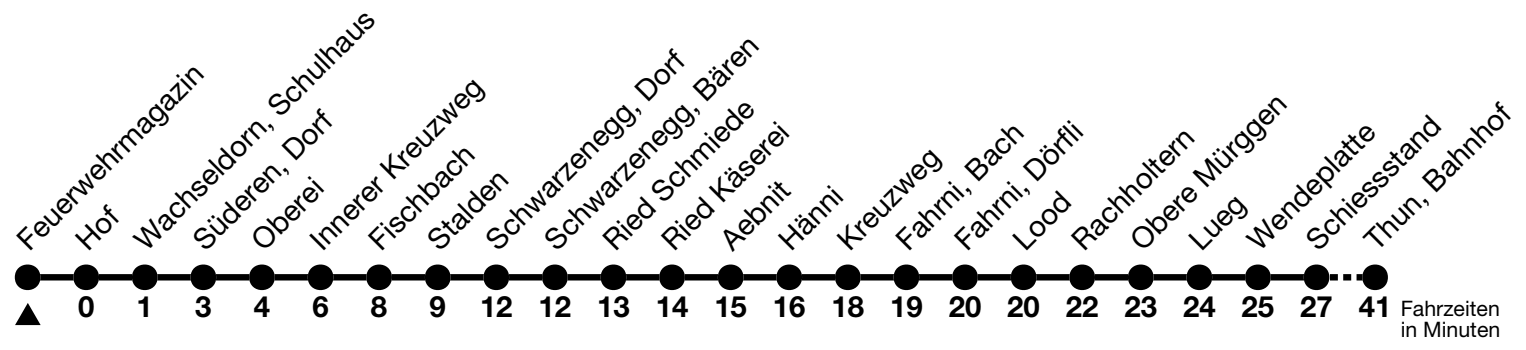 Feuerwehrmagazin
Hof
Wachseldorn, Schulhaus
Süderen, Dorf
Oberei
Innerer Kreuzweg
Fischbach
Stalden
Schwarzenegg, Dorf
Schwarzenegg, Bären
Ried Schmiede
Ried Käserei
Aebnit
Hänni
Kreuzweg
Fahrni, Bach
Fahrni, Dörfli
Lood
Rachholtern
Obere Mürggen
Lueg
Wendeplatte
Schiessstand
Thun, Bahnhof
0 1 3 4 6 8 9 12 12 13 14 15 16 18 19 20 20 22 23 24 25 27 41
Fahrzeiten
in Minuten